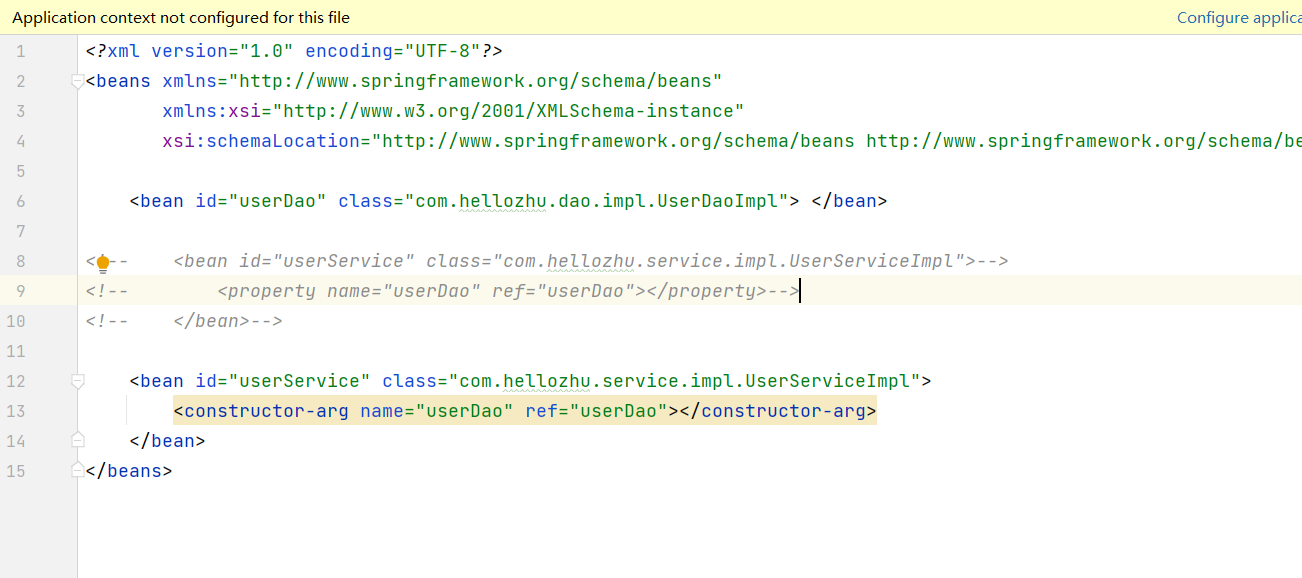 Application context not configured for this file Configure applica
1 <?xml version="1.0" encoding="UTF-8"?>
2 <beans xmlns="http://www.springframework.org/schema/beans"
3 xmlns:xsi="http://www.w3.org/2001/XMLSchema-instance"
4 xsi:schemaLocation="http://www.springframework.org/schema/beans http://www.springframework.org/schema/be
5
6 <bean id="userDao" class="com.hellozhu.dao.impl.UserDaoImpl"> </bean>
7
8 <!-- <bean id="userService" class="com.hellozhu.service.impl.UserServiceImpl">-->
9 <!-- <property name="userDao" ref="userDao"></property>-->
10 <!-- </bean>-->
11
12 <bean id="userService" class="com.hellozhu.service.impl.UserServiceImpl">
13 <constructor-arg name="userDao" ref="userDao"></constructor-arg>
14 </bean>
15 </beans>